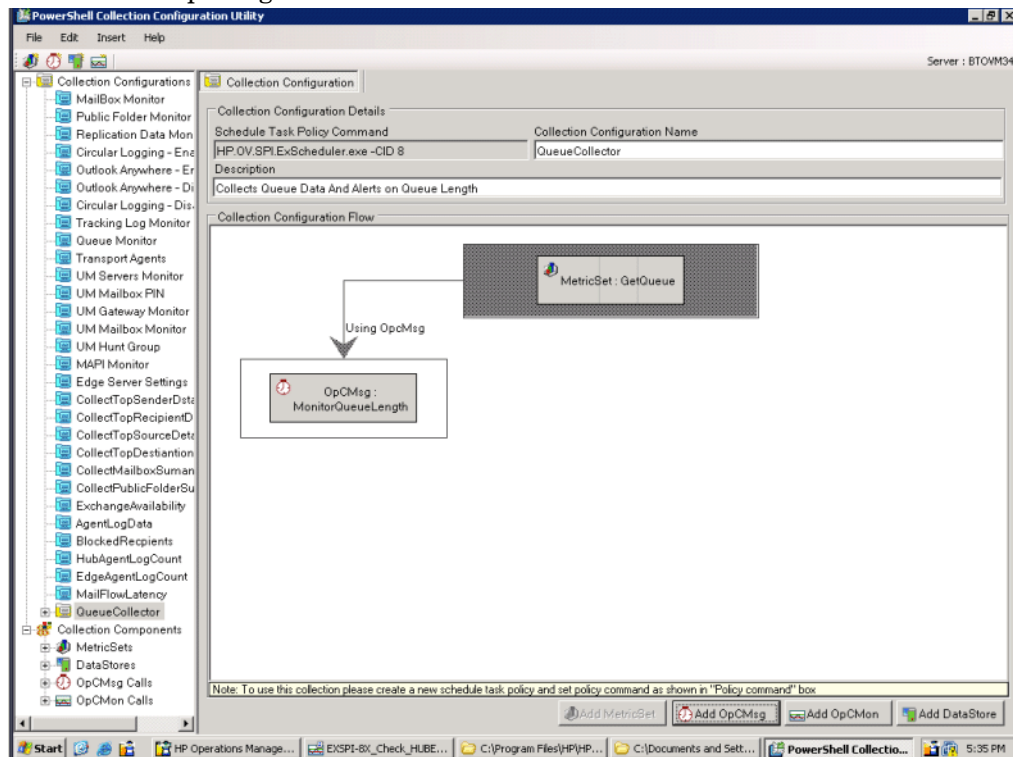 PowerShell Collection Configuration Utility
File Edit Insert Help
Server : BTOVM34
Collection Configurations
MailBox Monitor
Public Folder Monitor
Replication Data Mon
Circular Logging - Ena
Outlook Anywhere - Er
Outlook Anywhere - Di
Circular Logging - Dis
Tracking Log Monitor
Queue Monitor
Transport Agents
UM Servers Monitor
UM Mailbox PIN
UM Gateway Monitor
UM Mailbox Monitor
UM Hunt Group
MAPI Monitor
Edge Server Settings
CollectTopSenderDsta
CollectTopRecipientD
CollectTopSourceDeta
CollectTopDestiantion
CollectMailboxSuman
CollectPublicFolderSu
ExchangeAvailability
AgentLogData
BlockedRecpients
HubAgentLogCount
EdgeAgentLogCount
MailFlowLatency
QueueCollector
Collection Components
MetricSets
DataStores
OpCMsg Calls
OpCMon Calls
Collection Configuration
Collection Configuration Details
Schedule Task Policy Command Collection Configuration Name
HP.OV.SPI.ExScheduler.exe -CID 8 QueueCollector
Description
Collects Queue Data And Alerts on Queue Length
Collection Configuration Flow
MetricSet : GetQueue
Using OpcMsg
OpCMsg :
MonitorQueueLength
Note: To use this collection please create a new schedule task policy and set policy command as shown in "Policy command" box
Add MetricSet Add OpCMsg Add OpCMon Add DataStore
Start HP Operations Manage... EXSPI-8X_Check_HUBE... C:\Program Files\HP\HP... C:\Documents and Sett... PowerShell Collectio... 5:35 PM